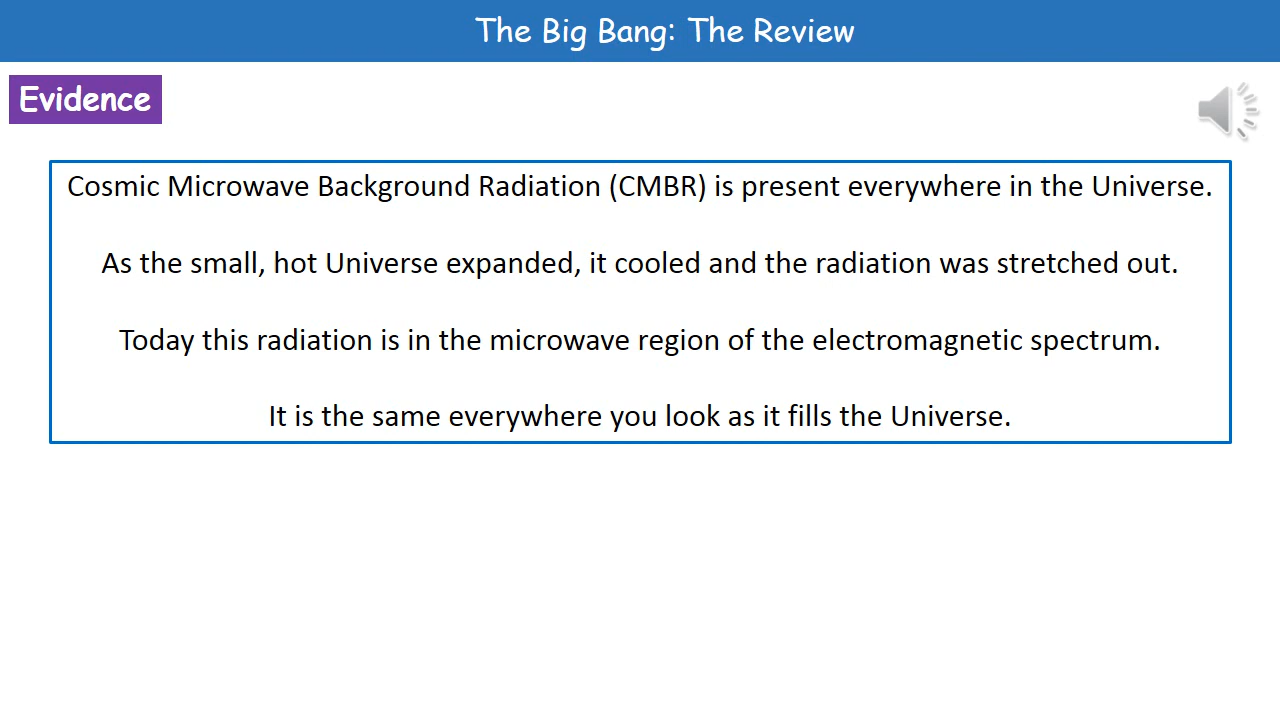 The Big Bang: The Review
Evidence
Cosmic Microwave Background Radiation (CMBR) is present everywhere in the Universe.
As the small, hot Universe expanded, it cooled and the radiation was stretched out.
Today this radiation is in the microwave region of the electromagnetic spectrum.
It is the same everywhere you look as it fills the Universe.